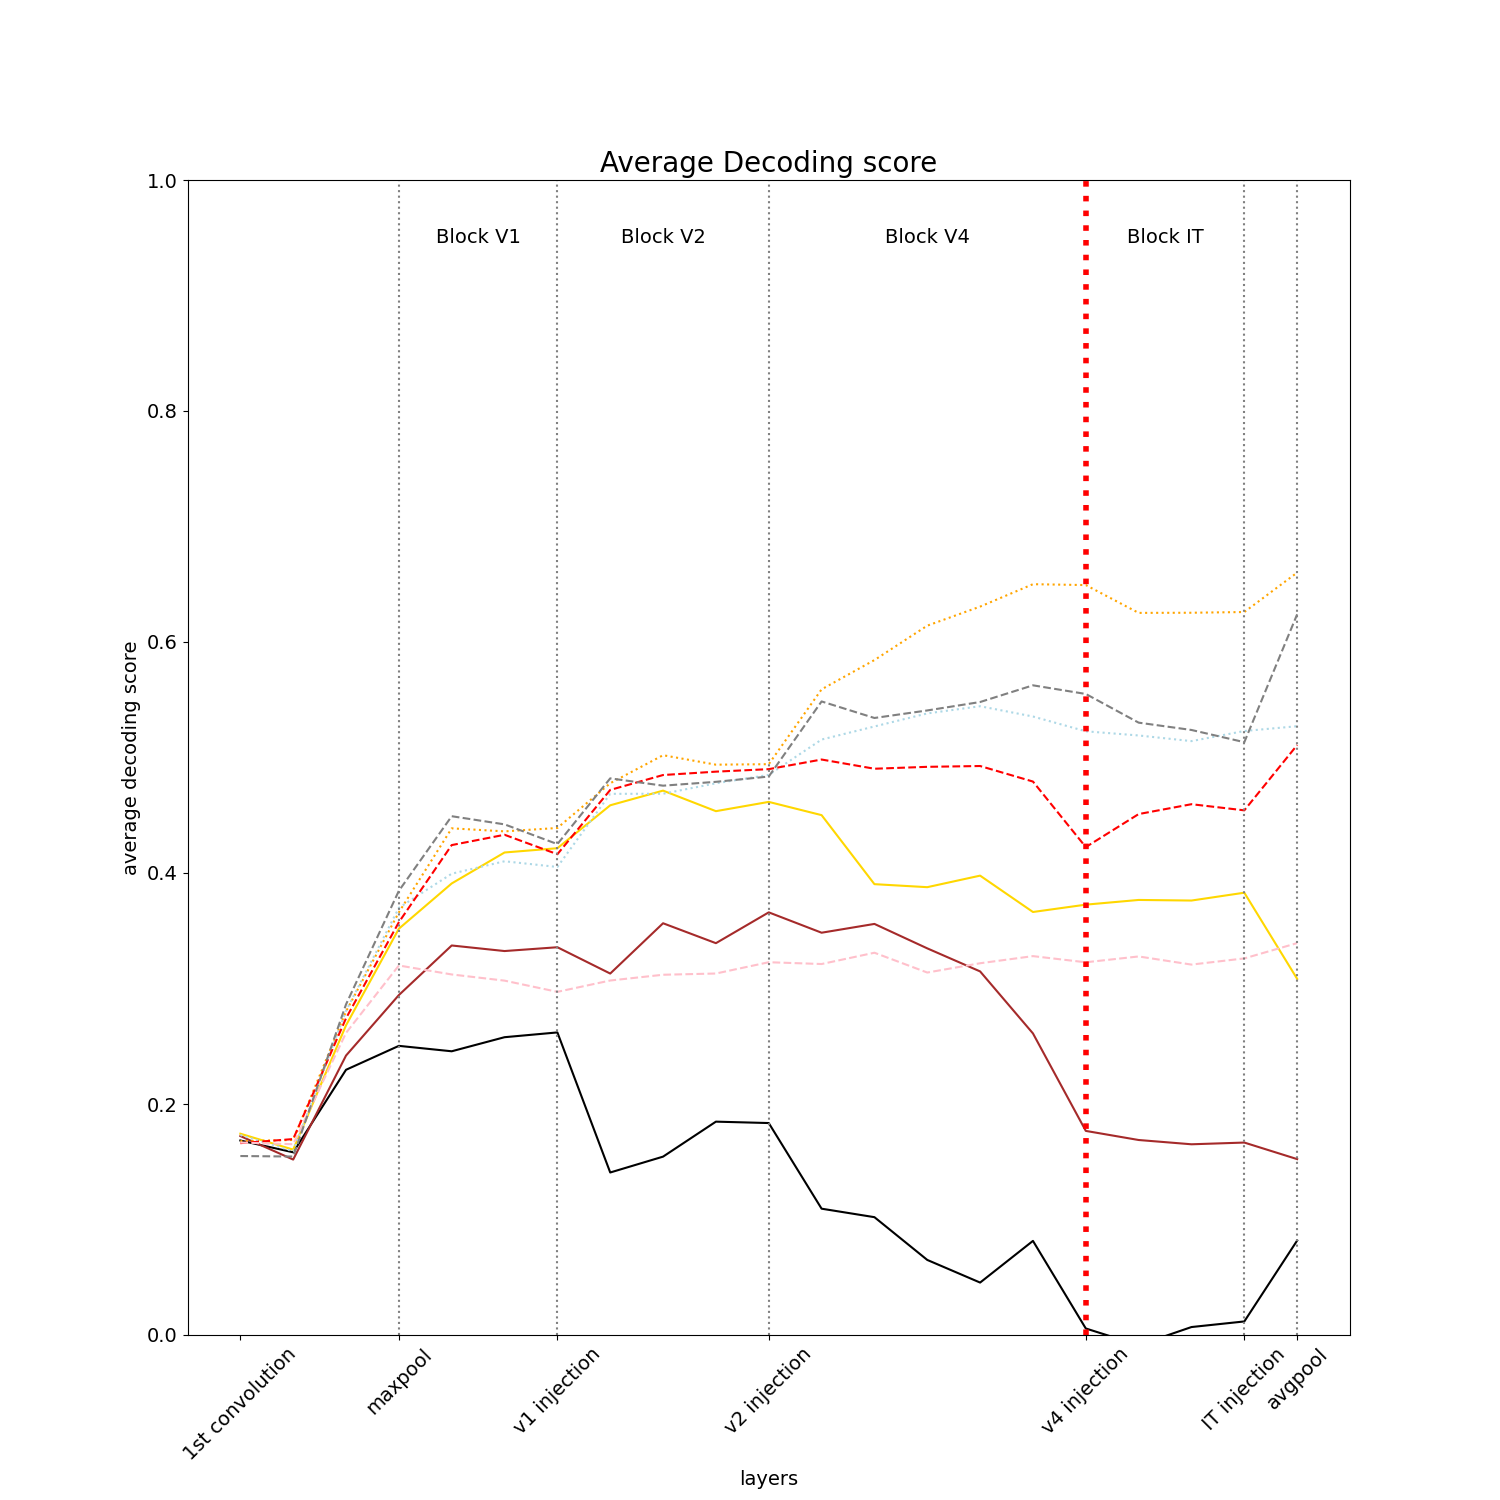 Average Decoding score
1.0
0.8
0.6
0.4
0.2
0.0
average decoding score
Block V1
Block V2
Block V4
Block IT
1st convolution
maxpool
v1 injection
v2 injection
v4 injection
IT injection
avgpool
layers